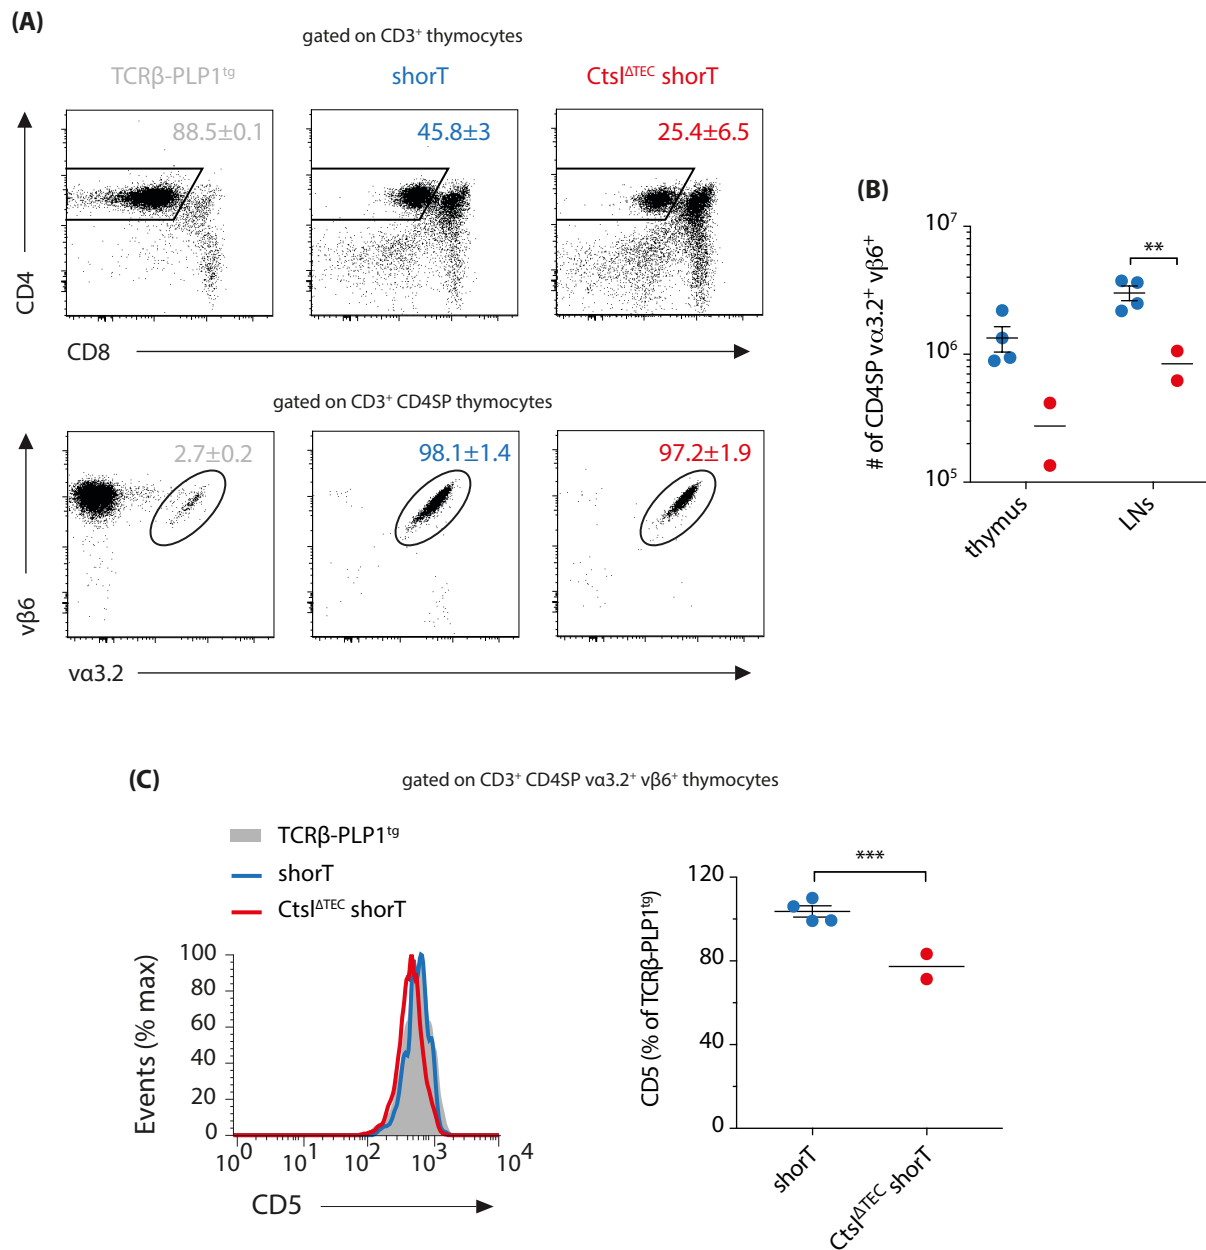 (A)
gated on CD3⁺ thymocytes
TCRβ-PLP1ᵗᵍ
shorT
Ctslᐃᵀᴱᶜ shorT
88.5±0.1
45.8±3
25.4±6.5
CD4
CD8
gated on CD3⁺ CD4SP thymocytes
2.7±0.2
98.1±1.4
97.2±1.9
vβ6
vα3.2
(B)
# of CD4SP vα3.2⁺ vβ6⁺
10⁷
10⁶
10⁵
**
thymus
LNs
(C)
gated on CD3⁺ CD4SP vα3.2⁺ vβ6⁺ thymocytes
TCRβ-PLP1ᵗᵍ
shorT
Ctslᐃᵀᴱᶜ shorT
Events (% max)
100
80
60
40
20
0
10⁰ 10¹ 10² 10³ 10⁴
CD5
CD5 (% of TCRβ-PLP1ᵗᵍ)
120
80
40
0
***
shorT
Ctslᐃᵀᴱᶜ shorT